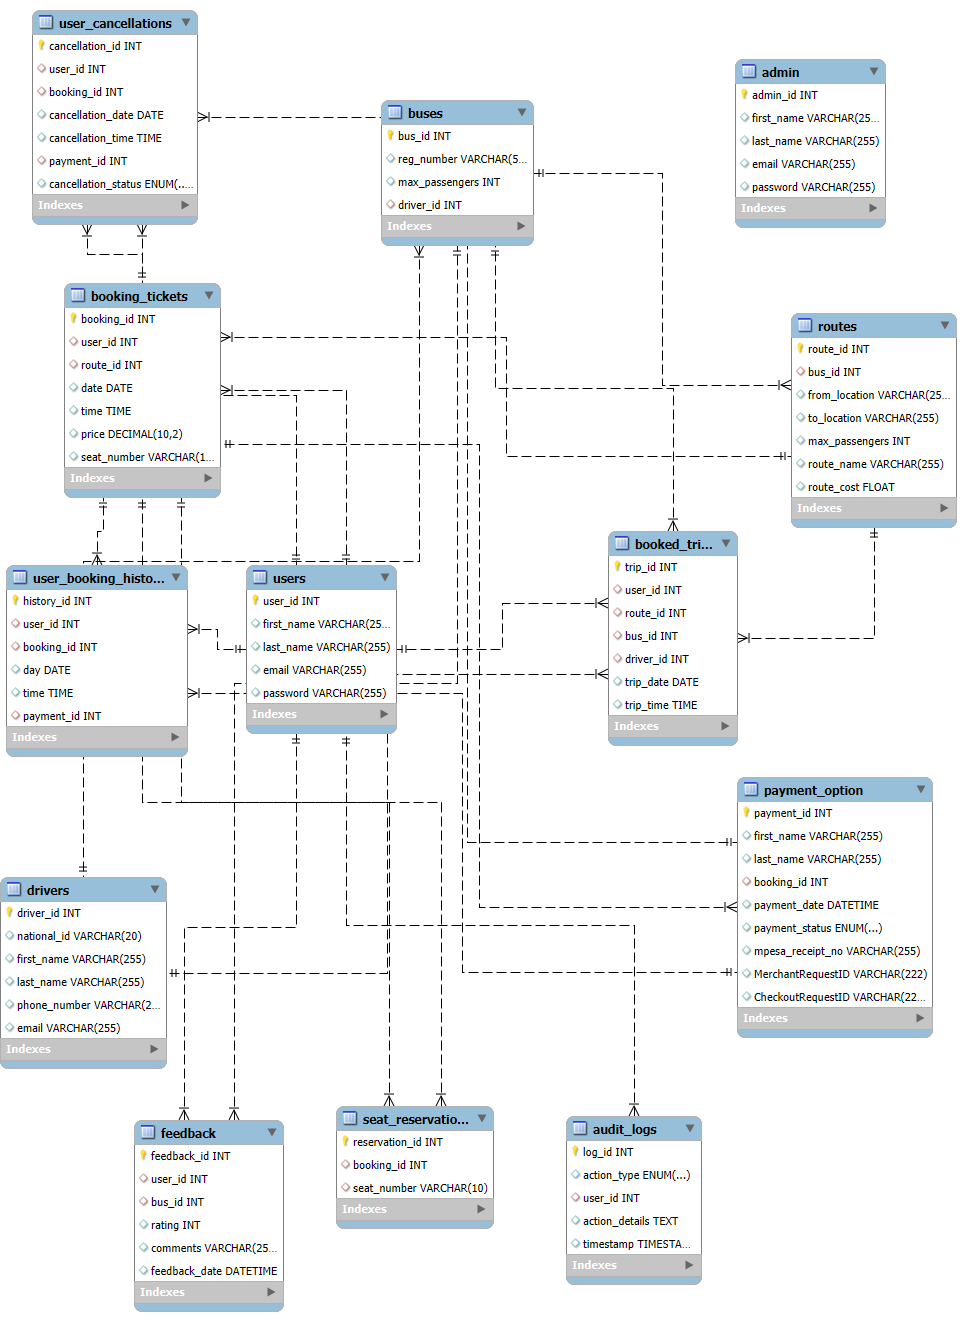 user_cancellations
cancellation_id INT
user_id INT
booking_id INT
cancellation_date DATE
cancellation_time TIME
payment_id INT
cancellation_status ENUM(...
Indexes
buses
bus_id INT
reg_number VARCHAR(5...
max_passengers INT
driver_id INT
Indexes
admin
admin_id INT
first_name VARCHAR(25...
last_name VARCHAR(255)
email VARCHAR(255)
password VARCHAR(255)
Indexes
booking_tickets
booking_id INT
user_id INT
route_id INT
date DATE
time TIME
price DECIMAL(10,2)
seat_number VARCHAR(1...
Indexes
routes
route_id INT
bus_id INT
from_location VARCHAR(25...
to_location VARCHAR(255)
max_passengers INT
route_name VARCHAR(255)
route_cost FLOAT
Indexes
booked_tri...
trip_id INT
user_id INT
route_id INT
bus_id INT
driver_id INT
trip_date DATE
trip_time TIME
Indexes
user_booking_histo...
history_id INT
user_id INT
booking_id INT
day DATE
time TIME
payment_id INT
Indexes
users
user_id INT
first_name VARCHAR(25...
last_name VARCHAR(255)
email VARCHAR(255)
password VARCHAR(255)
Indexes
payment_option
payment_id INT
first_name VARCHAR(255)
last_name VARCHAR(255)
booking_id INT
payment_date DATETIME
payment_status ENUM(...)
mpesa_receipt_no VARCHAR(255)
MerchantRequestID VARCHAR(222)
CheckoutRequestID VARCHAR(22...
Indexes
drivers
driver_id INT
national_id VARCHAR(20)
first_name VARCHAR(255)
last_name VARCHAR(255)
phone_number VARCHAR(2...
email VARCHAR(255)
Indexes
feedback
feedback_id INT
user_id INT
bus_id INT
rating INT
comments VARCHAR(25...
feedback_date DATETIME
Indexes
seat_reservatio...
reservation_id INT
booking_id INT
seat_number VARCHAR(10)
Indexes
audit_logs
log_id INT
action_type ENUM(...)
user_id INT
action_details TEXT
timestamp TIMESTA...
Indexes